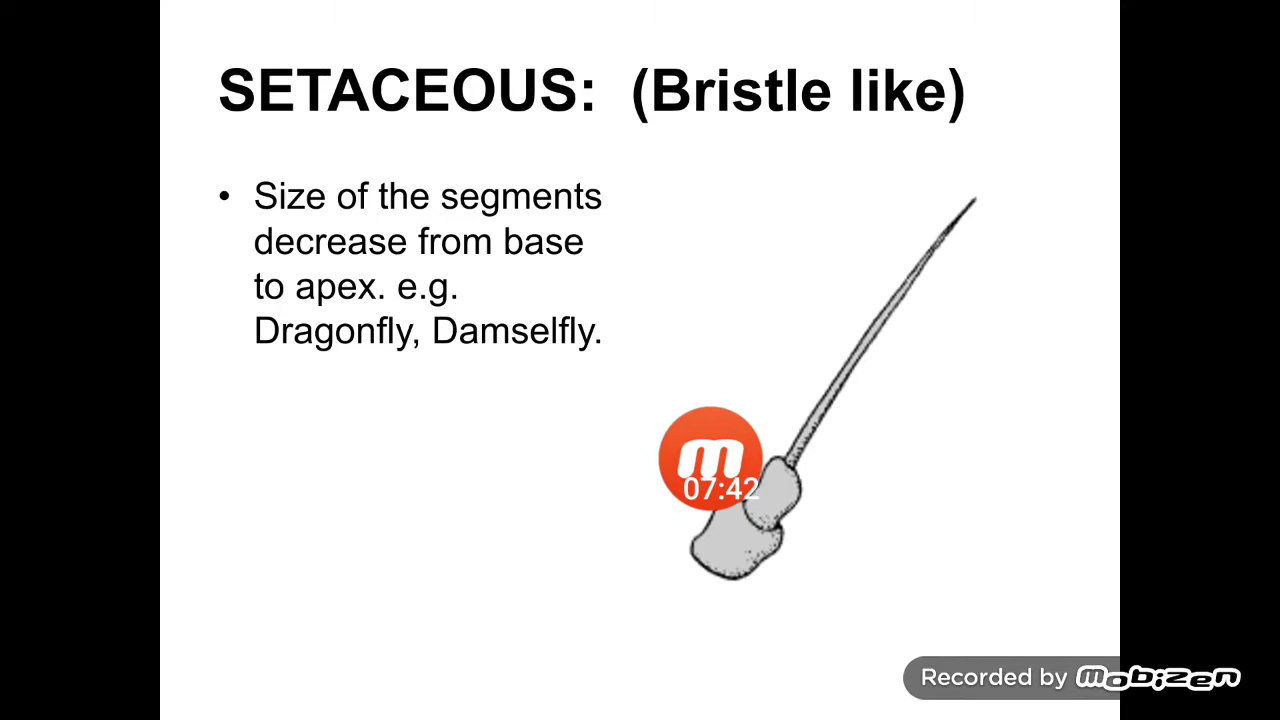 SETACEOUS: (Bristle like)
• Size of the segments
decrease from base
to apex. e.g.
Dragonfly, Damselfly.
m
07:42
Recorded by mobizen